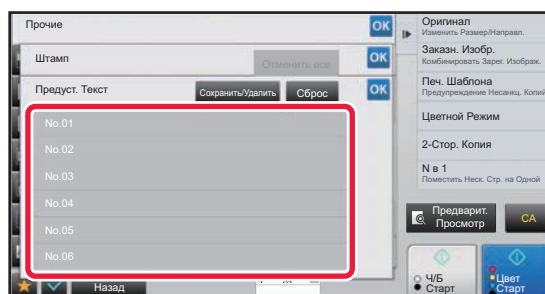 Прочие
OK
Штамп
Отменить все
OK
Предуст. Текст
Сохранить/Удалить
Сброс
OK
No.01
No.02
No.03
No.04
No.05
No.06
Назад
Оригинал
Изменить Размер/Направл.
Заказн. Изобр.
Комбинировать Зарег. Изображ.
Печ. Шаблона
Предупреждение Несанкц. Копий
Цветной Режим
2-Стор. Копия
N в 1
Поместить Неск. Стр. на Одной
Предварит.
Просмотр
CA
Ч/Б
Старт
Цвет
Старт